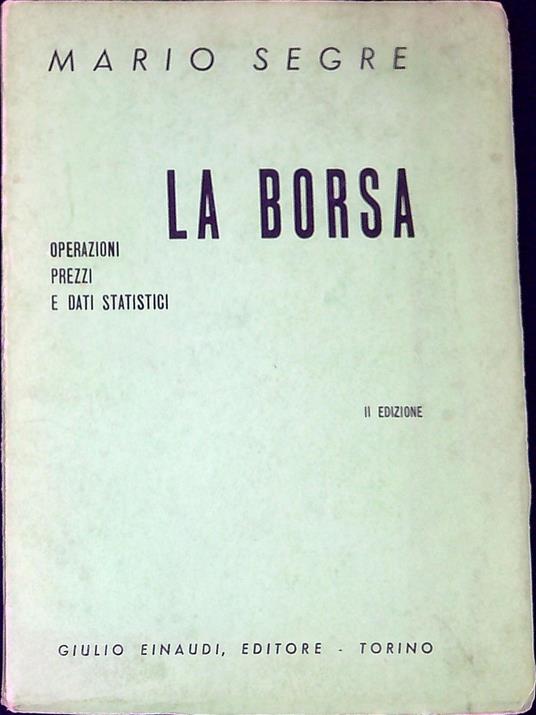 MARIO SEGRE
LA BORSA
OPERAZIONI
PREZZI
E DATI STATISTICI
II EDIZIONE
GIULIO EINAUDI, EDITORE - TORINO